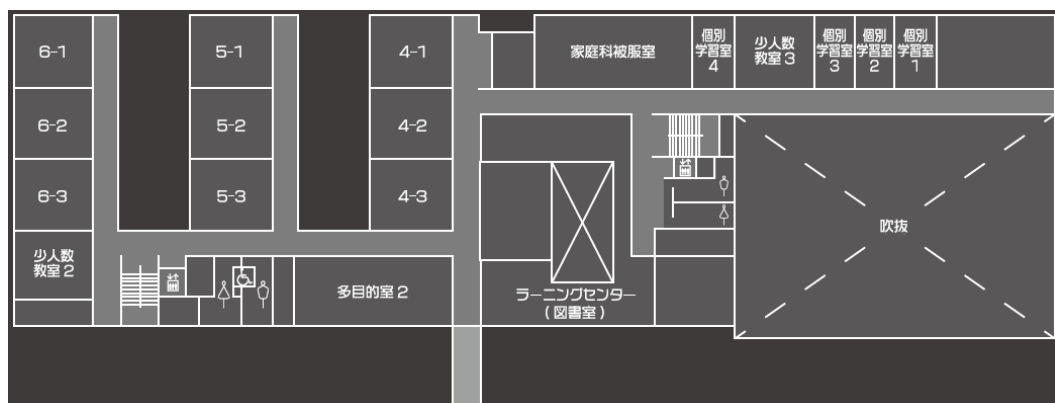 6-1
5-1
4-1
家庭科被服室
個別
学習室
4
少人数
教室3
個別
学習室
3
個別
学習室
2
個別
学習室
1
6-2
5-2
4-2
6-3
5-3
4-3
吹抜
少人数
教室2
多目的室2
ラーニングセンター
(図書室)